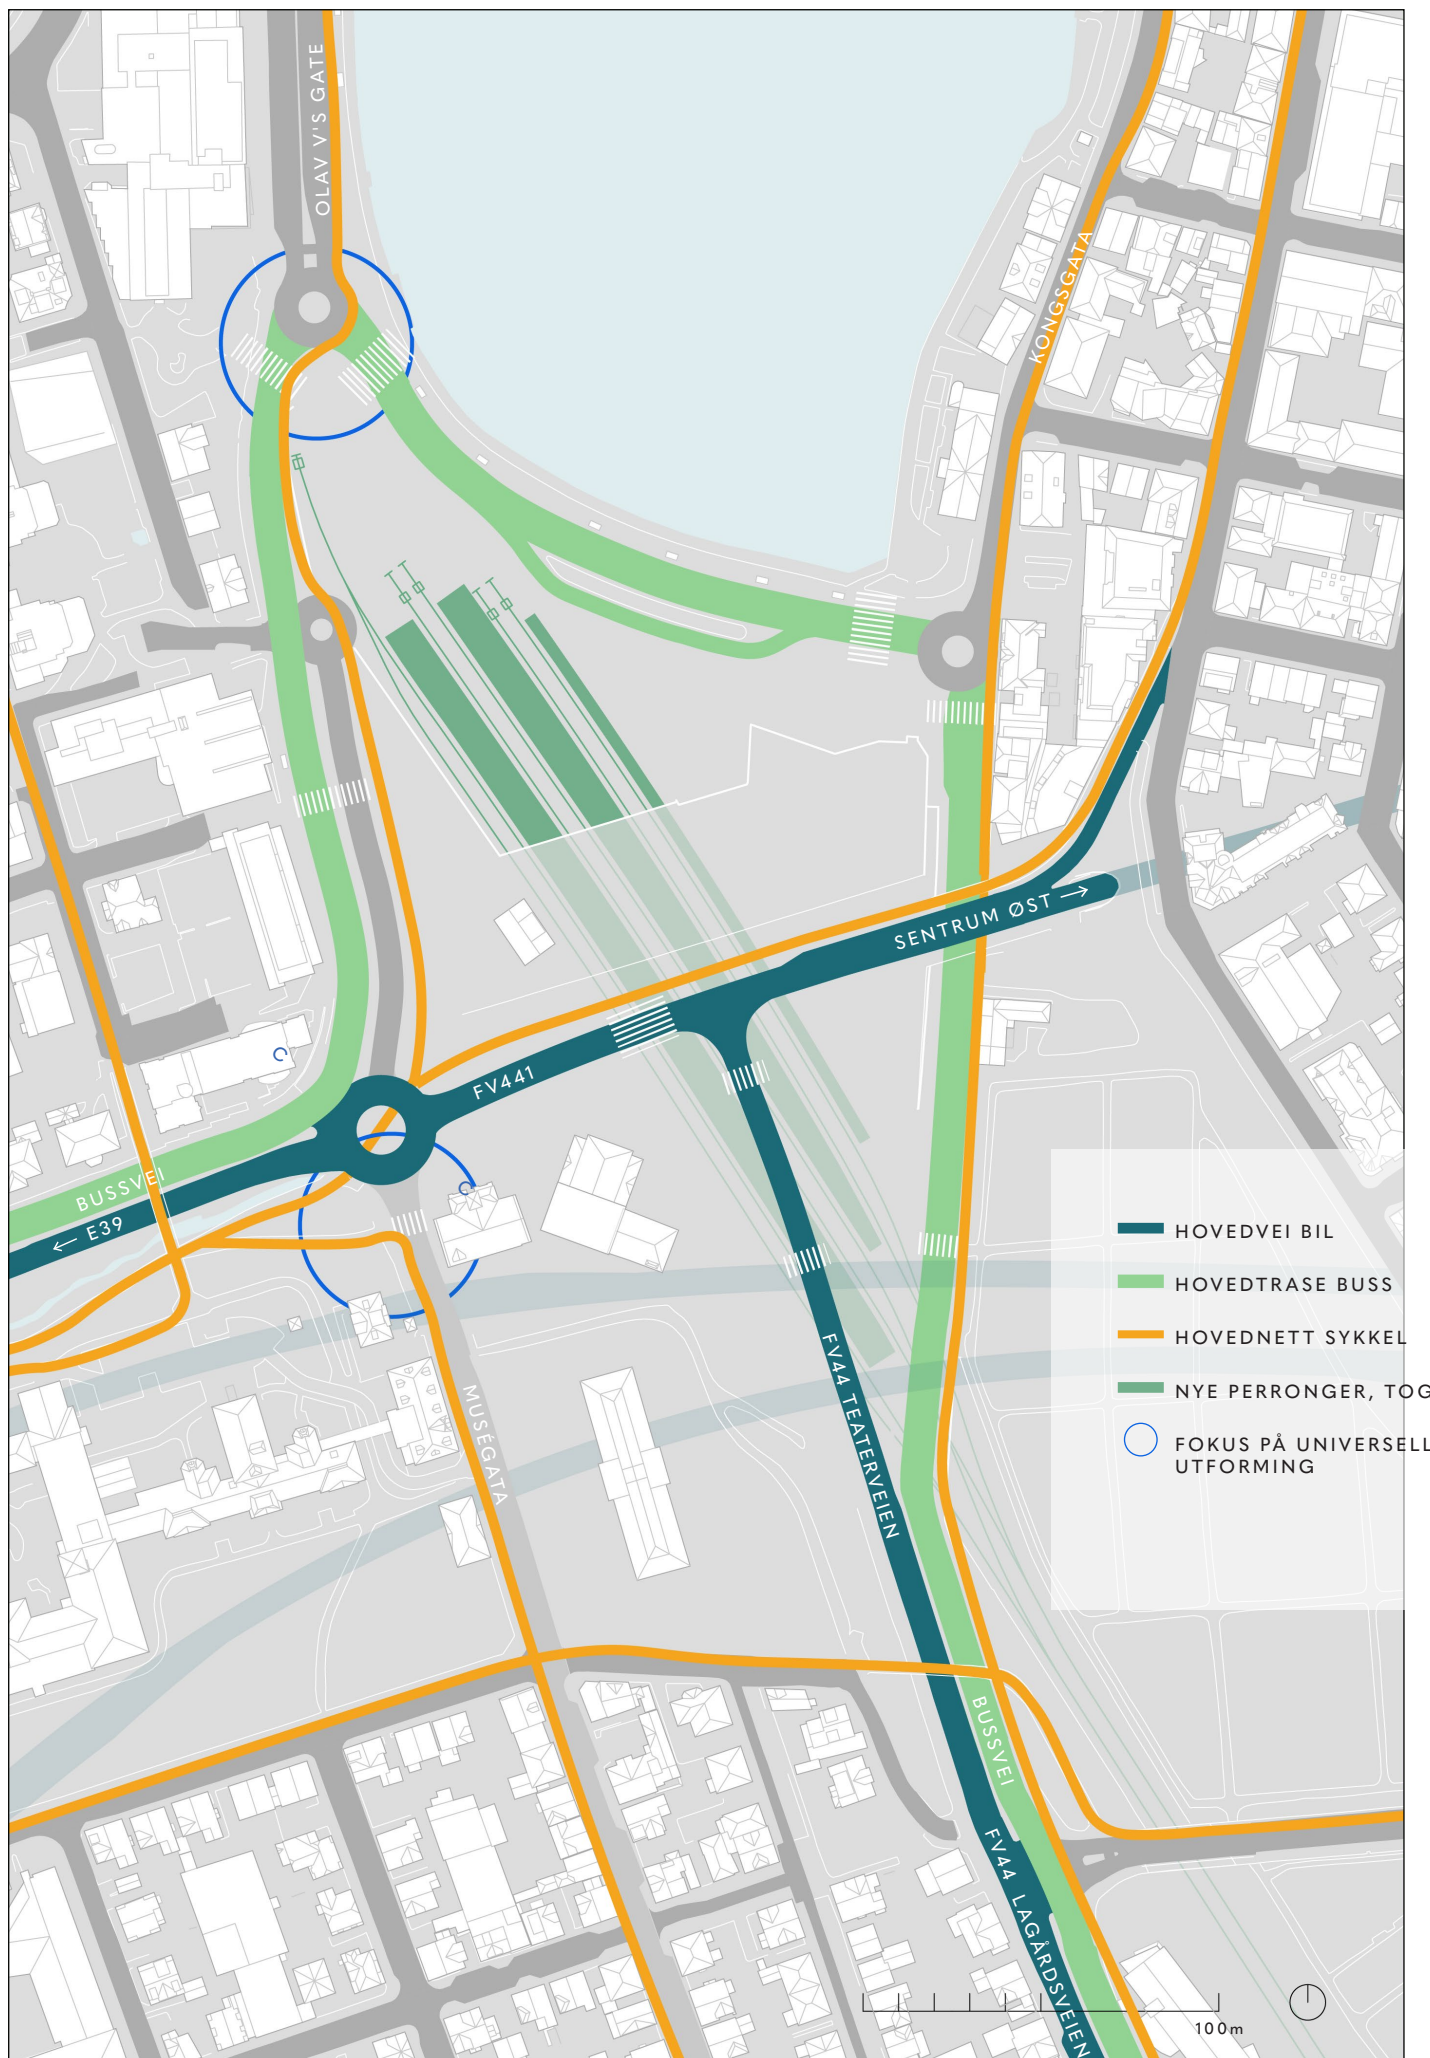 OLAV V'S GATE
KONGSGATA
SENTRUM ØST →
FV441
BUSSVEI
← E39
HOVEDVEI BIL
HOVEDTRASE BUSS
HOVEDNETT SYKKEL
NYE PERRONGER, TOG
FOKUS PÅ UNIVERSELL
UTFORMING
FV44 TEATERVEIEN
MUSÉGATA
BUSSVEI
FV44 LAGÅRDSVEIEN
100m